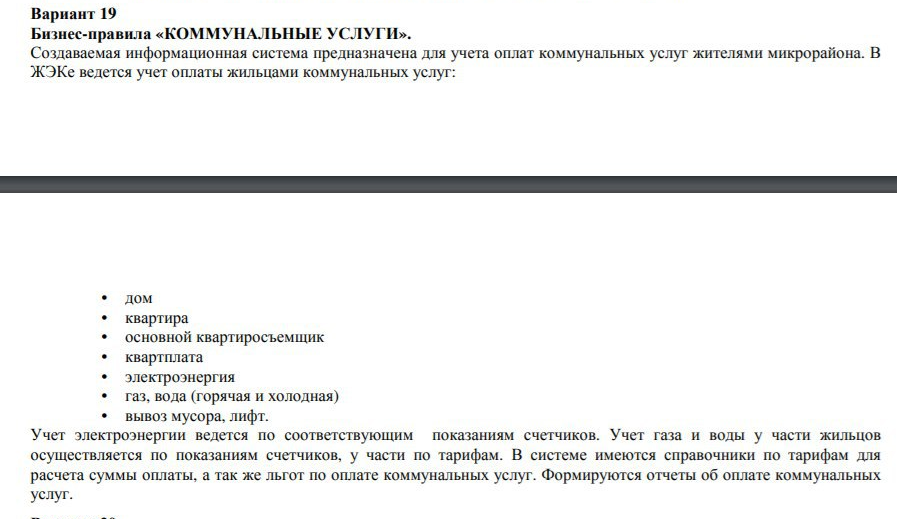 Вариант 19
Бизнес-правила «КОММУНАЛЬНЫЕ УСЛУГИ».
Создаваемая информационная система предназначена для учета оплат коммунальных услуг жителями микрорайона. В
ЖЭКе ведется учет оплаты жильцами коммунальных услуг:
• дом
• квартира
• основной квартиросъемщик
• квартплата
• электроэнергия
• газ, вода (горячая и холодная)
• вывоз мусора, лифт.
Учет электроэнергии ведется по соответствующим показаниям счетчиков. Учет газа и воды у части жильцов
осуществляется по показаниям счетчиков, у части по тарифам. В системе имеются справочники по тарифам для
расчета суммы оплаты, а так же льгот по оплате коммунальных услуг. Формируются отчеты об оплате коммунальных
услуг.